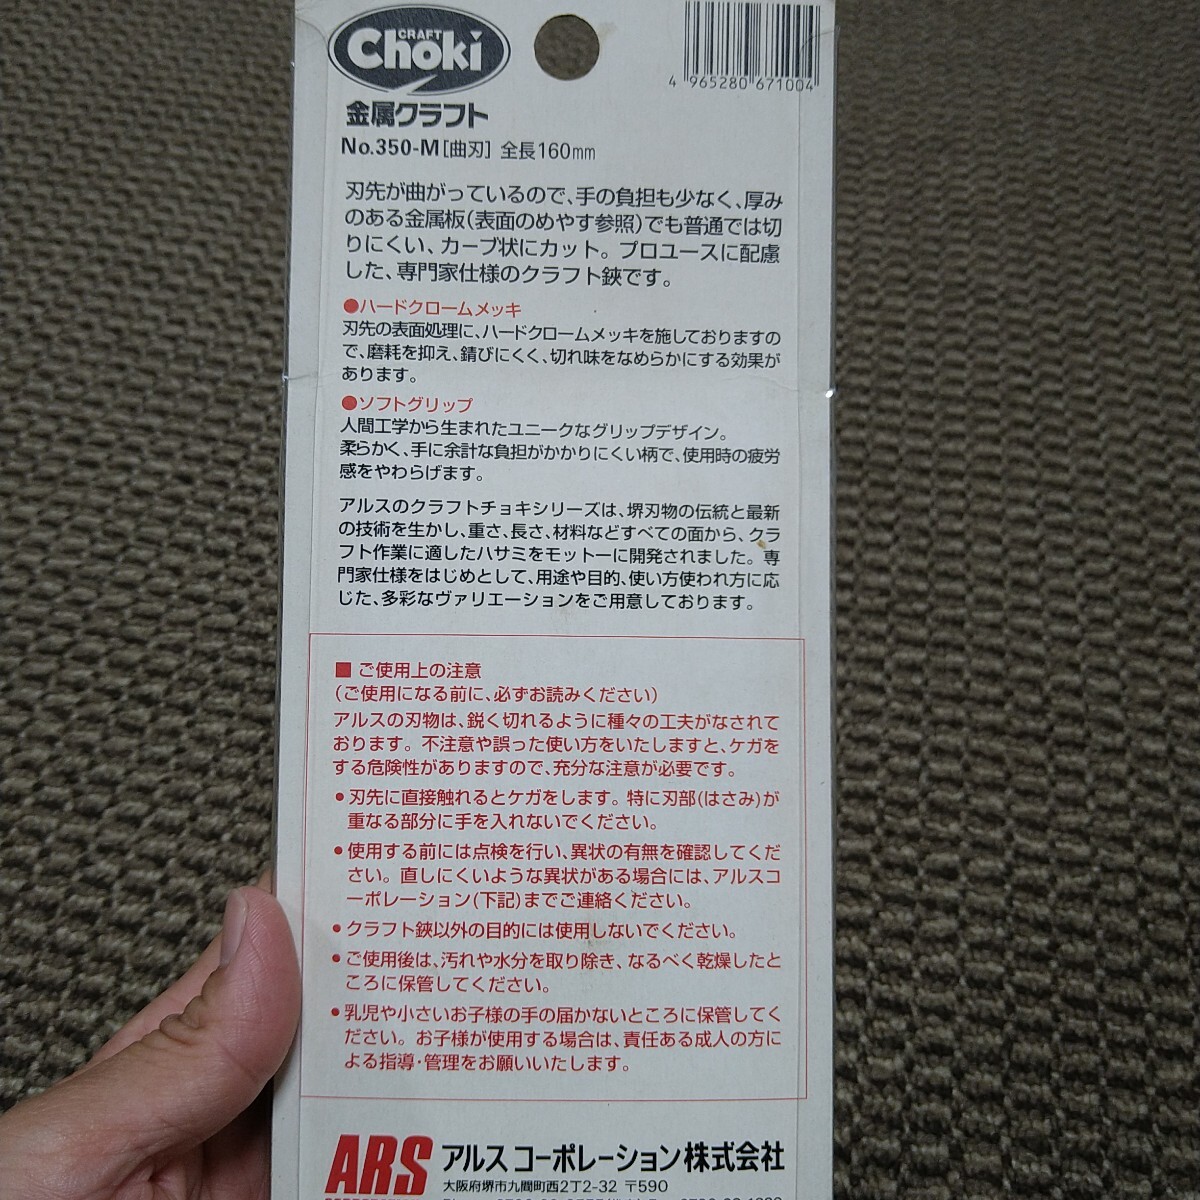 CRAFT
Choki
4 965280 671004
金属クラフト
No.350-M[曲刃] 全長160mm
刃先が曲がっているので、手の負担も少なく、厚み
のある金属板(表面のめやす参照)でも普通では切
りにくい、カーブ状にカット。プロユースに配慮
した、専門家仕様のクラフト鋏です。
●ハードクロームメッキ
刃先の表面処理に、ハードクロームメッキを施しておりますの
で、磨耗を抑え、錆びにくく、切れ味をなめらかにする効果が
あります。
●ソフトグリップ
人間工学から生まれたユニークなグリップデザイン。
柔らかく、手に余計な負担がかかりにくい柄で、使用時の疲労
感をやわらげます。
アルスのクラフトチョキシリーズは、堺刃物の伝統と最新
の技術を生かし、重さ、長さ、材料などすべての面から、クラ
フト作業に適したハサミをモットーに開発されました。専
門家仕様をはじめとして、用途や目的、使い方使われ方に応
じた、多彩なヴァリエーションをご用意しております。
■ ご使用上の注意
(ご使用になる前に、必ずお読みください)
アルスの刃物は、鋭く切れるように種々の工夫がなされて
おります。不注意や誤った使い方をいたしますと、ケガを
する危険性がありますので、充分な注意が必要です。
●刃先に直接触れるとケガをします。特に刃部(はさみ)が
重なる部分に手を入れないでください。
●使用する前には点検を行い、異状の有無を確認してくだ
さい。直しにくいような異状がある場合には、アルスコ
ーポレーション(下記)までご連絡ください。
●クラフト鋏以外の目的には使用しないでください。
●ご使用後は、汚れや水分を取り除き、なるべく乾燥したと
ころに保管してください。
●乳児や小さいお子様の手の届かないところに保管してく
ださい。お子様が使用する場合は、責任ある成人の方に
よる指導・管理をお願いいたします。
ARS アルス コーポレーション株式会社
大阪府堺市九間町西2丁2-32 〒590